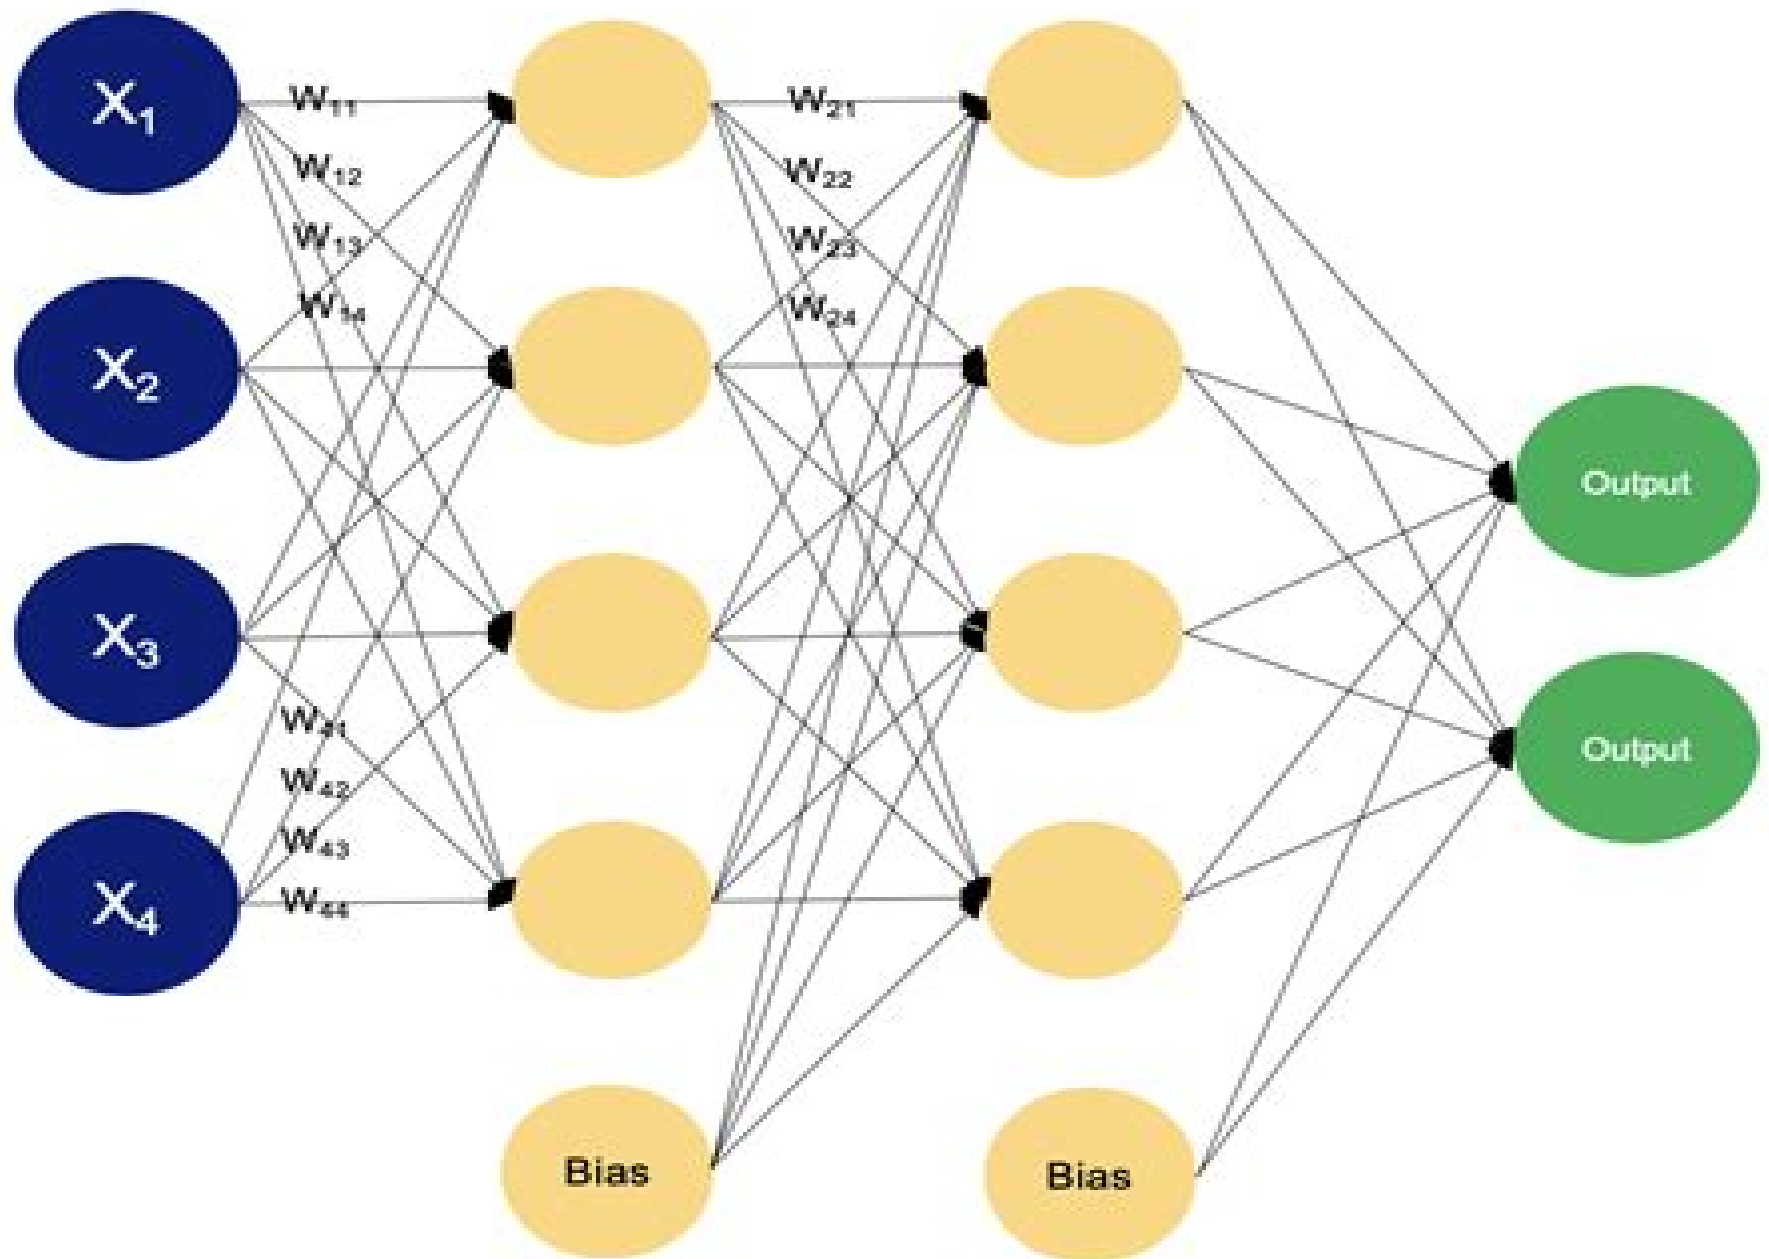 X₁
W₁₁
W₂₁
W₁₂
W₂₂
W₁₃
W₂₃
W₁₄
W₂₄
X₂
Output
X₃
W₄₁
Output
W₄₂
W₄₃
X₄
W₄₄
Bias
Bias